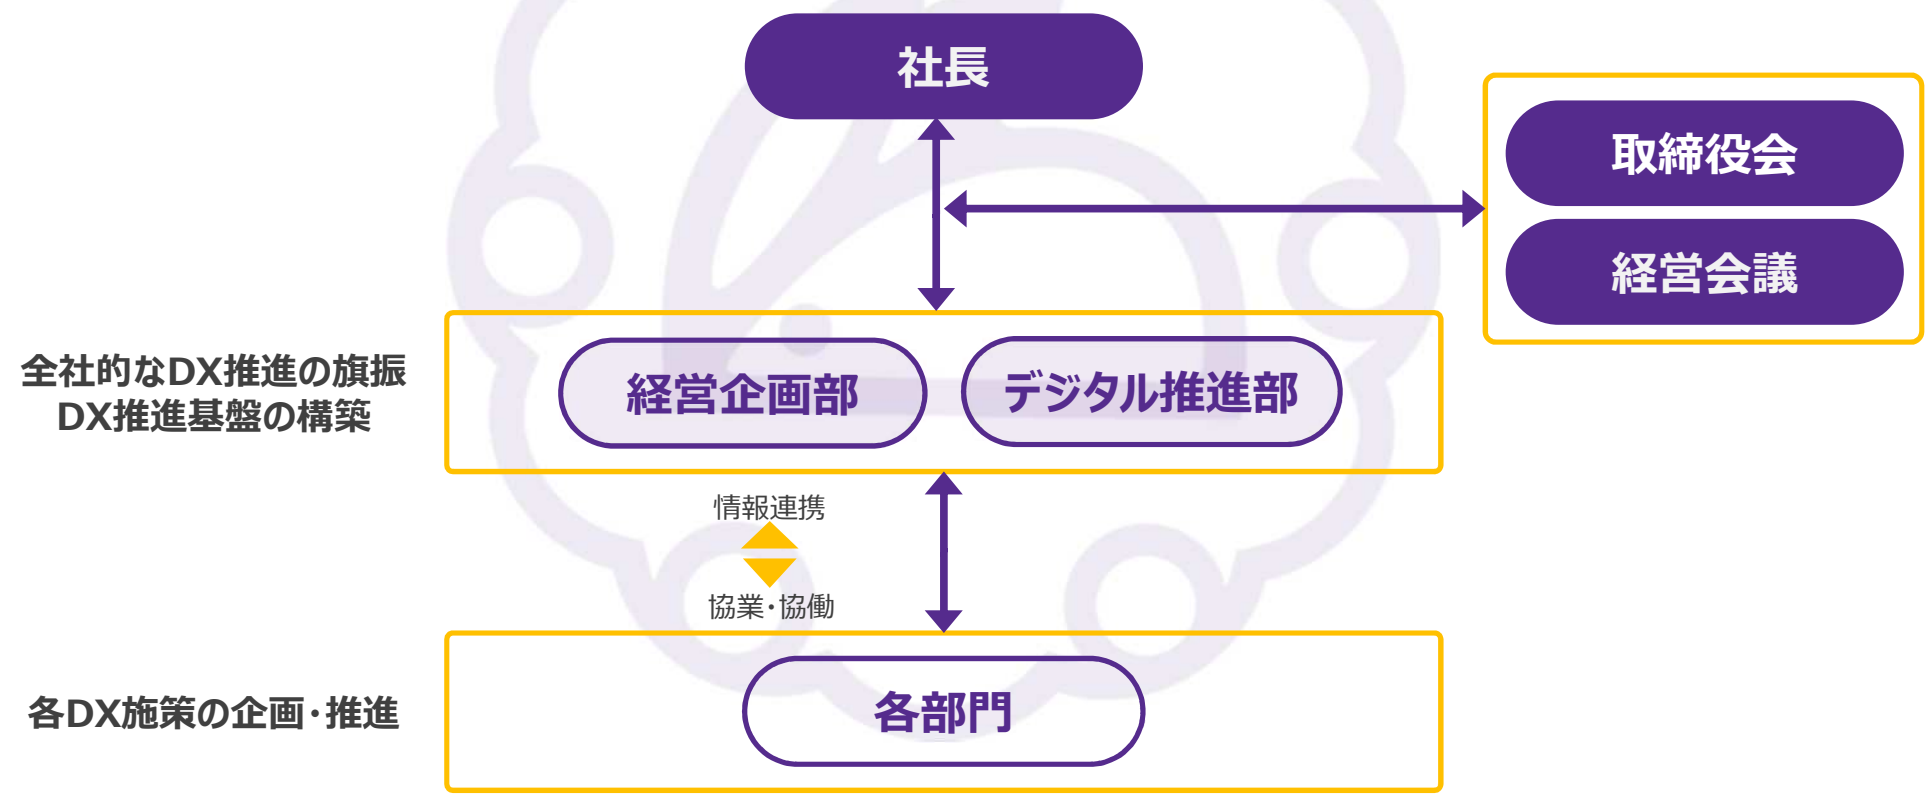 社長
取締役会
経営会議
全社的なDX推進の旗振
DX推進基盤の構築
経営企画部
デジタル推進部
情報連携
協業・協働
各DX施策の企画・推進
各部門